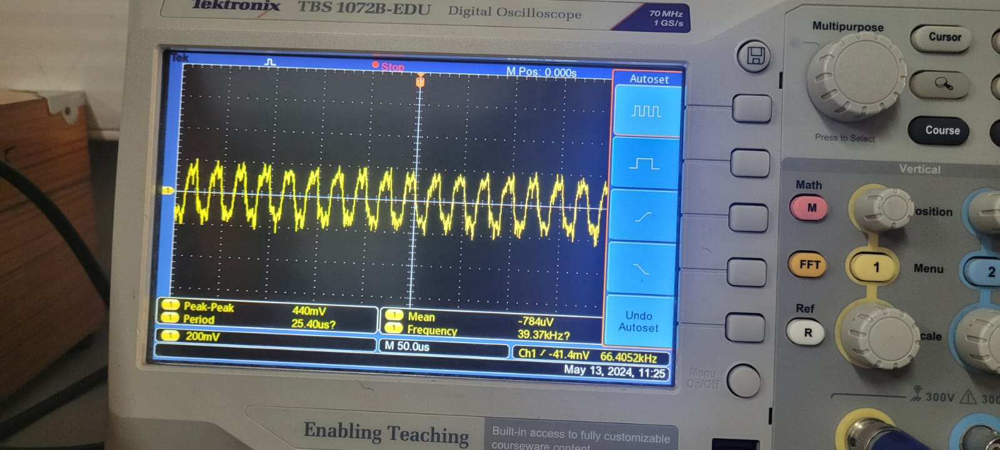 Tektronix TBS 1072B-EDU Digital Oscilloscope 70 MHz
1 GS/s
Tek
Stop
M Pos: 0.000s
Autoset
1
Undo
Autoset
1 Peak-Peak 440mV
1 Period 25.40us?
1 Mean -784uV
1 Frequency 39.37kHz?
1 200mV
M 50.0us
Ch1 -41.4mV 66.4052kHz
May 13, 2024, 11:25
Multipurpose
Cursor
Press to Select
Course
Vertical
Math
M
osition
FFT
1
Menu
2
Ref
R
cale
Menu
On/Off
300V
300
Enabling Teaching
Built-in access to fully customizable
courseware content